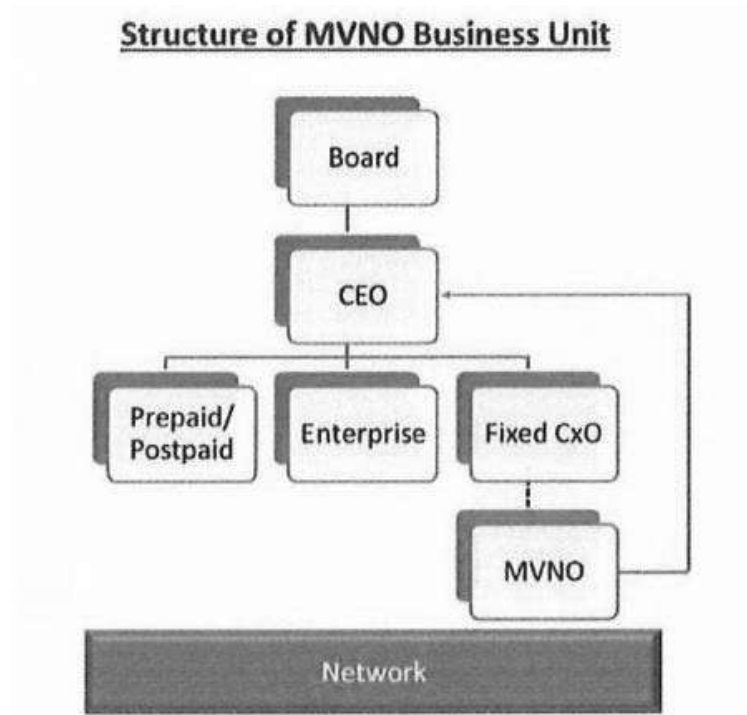 Structure of MVNO Business Unit
Board
CEO
Prepaid/
Postpaid
Enterprise
Fixed CxO
MVNO
Network